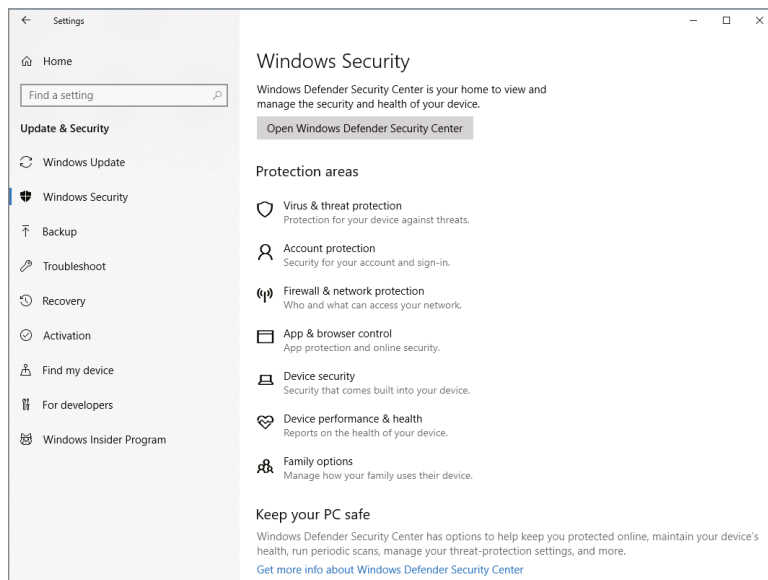 Settings
Home
Find a setting
Update & Security
Windows Update
Windows Security
Backup
Troubleshoot
Recovery
Activation
Find my device
For developers
Windows Insider Program
Windows Security
Windows Defender Security Center is your home to view and
manage the security and health of your device.
Open Windows Defender Security Center
Protection areas
Virus & threat protection
Protection for your device against threats.
Account protection
Security for your account and sign-in.
Firewall & network protection
Who and what can access your network.
App & browser control
App protection and online security.
Device security
Security that comes built into your device.
Device performance & health
Reports on the health of your device.
Family options
Manage how your family uses their device.
Keep your PC safe
Windows Defender Security Center has options to help keep you protected online, maintain your device's
health, run periodic scans, manage your threat-protection settings, and more.
Get more info about Windows Defender Security Center